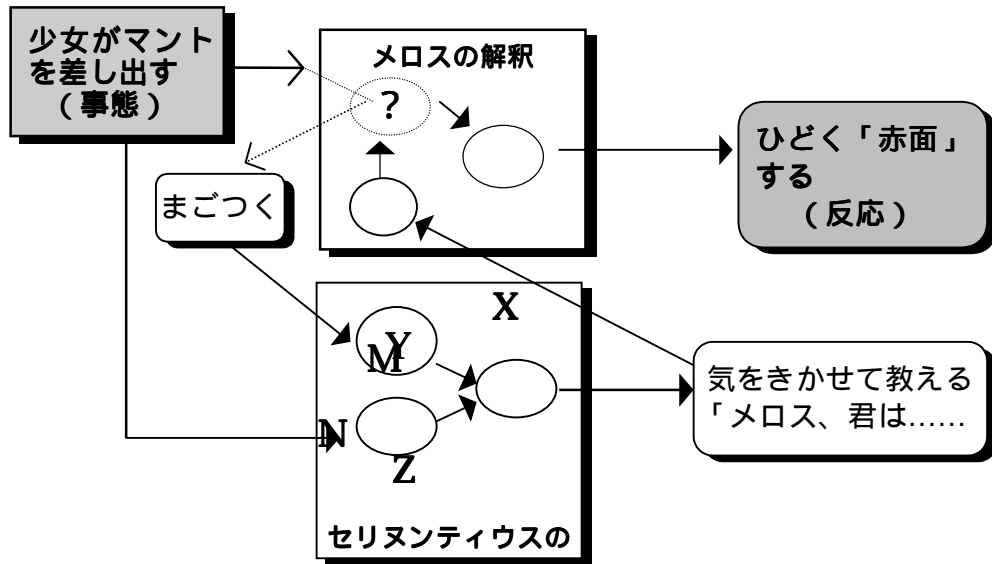 少女がマント
を差し出す
（事態）
メロスの解釈
？
ひどく「赤面」
する
（反応）
まごつく
X
Y
M
N
Z
気をきかせて教える
「メロス、君は……
セリヌンティウスの